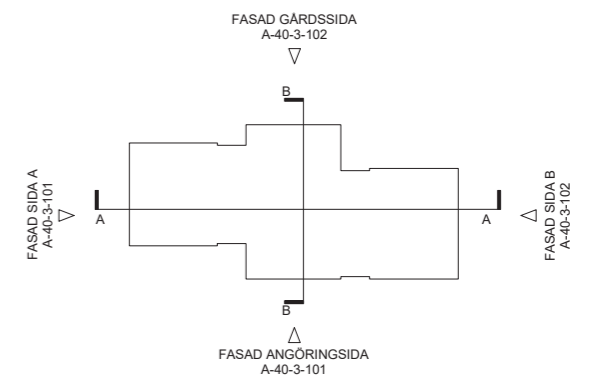 FASAD GÅRDSSIDA
A-40-3-102
B
FASAD SIDA A
A-40-3-101
A
A
FASAD SIDA B
A-40-3-102
B
FASAD ANGÖRINGSIDA
A-40-3-101